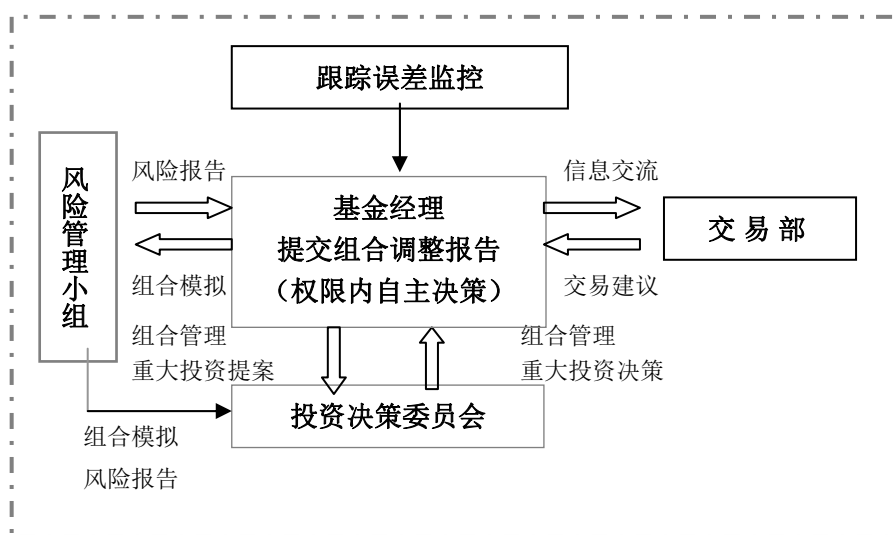 跟踪误差监控
风险管理小组
风险报告
信息交流
基金经理
提交组合调整报告
（权限内自主决策）
交易部
组合模拟
交易建议
组合管理
重大投资提案
组合管理
重大投资决策
投资决策委员会
组合模拟
风险报告